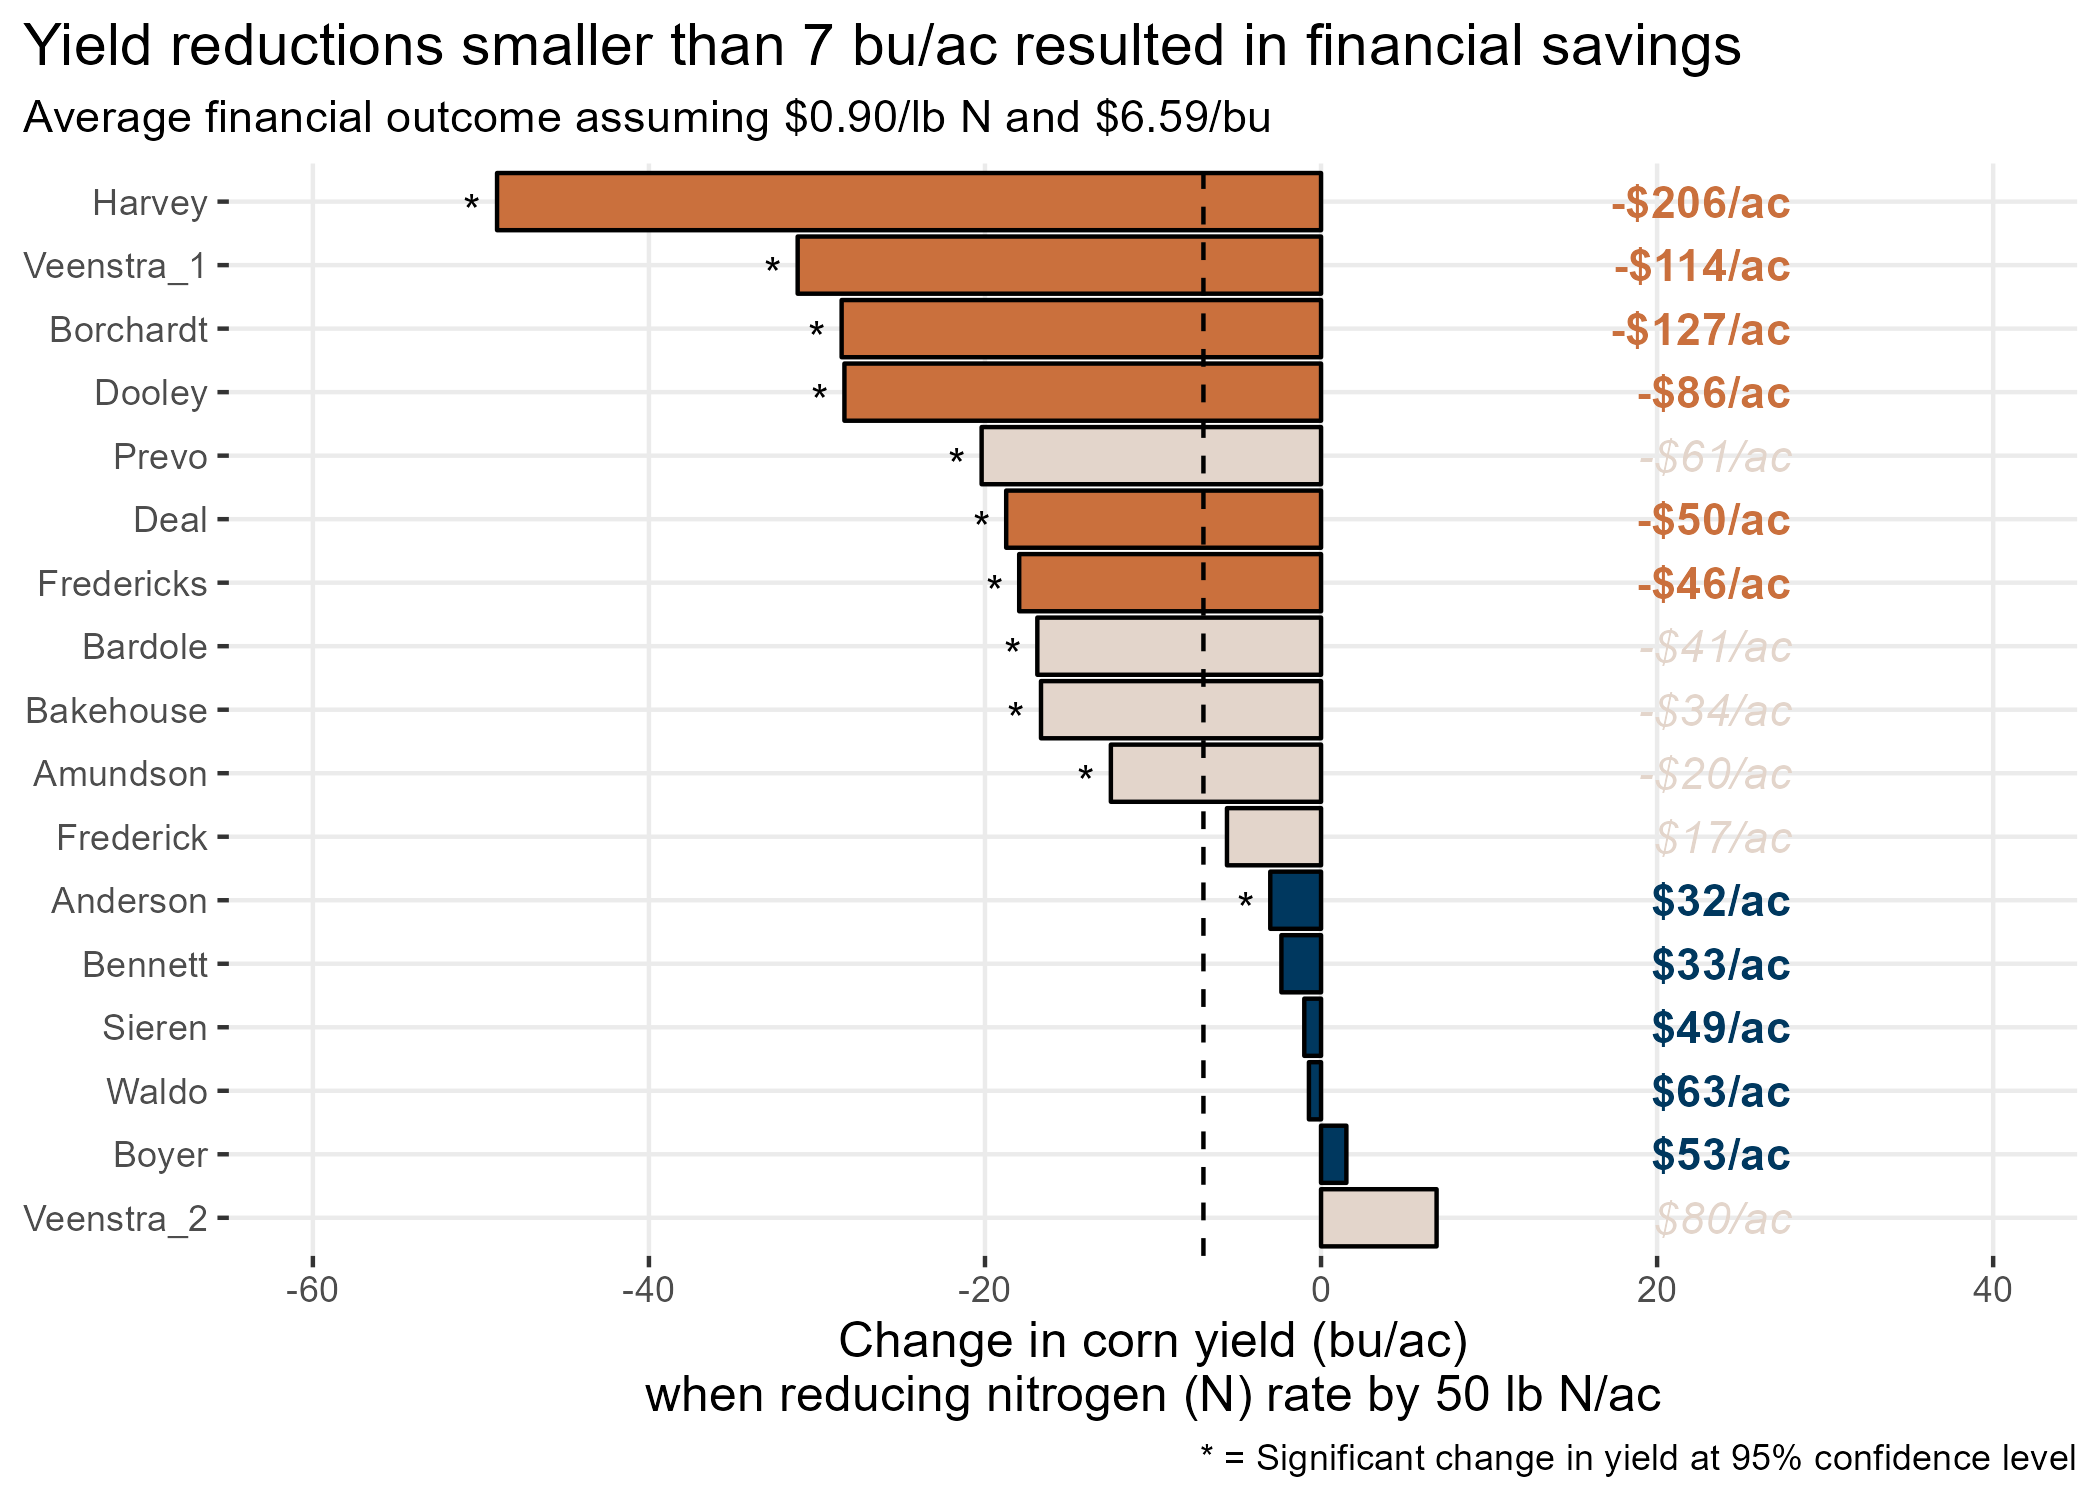 Yield reductions smaller than 7 bu/ac resulted in financial savings
Average financial outcome assuming $0.90/lb N and $6.59/bu
Harvey * -$206/ac
Veenstra_1 * -$114/ac
Borchardt * -$127/ac
Dooley * -$86/ac
Prevo * -$61/ac
Deal * -$50/ac
Fredericks * -$46/ac
Bardole * -$41/ac
Bakehouse * -$34/ac
Amundson * -$20/ac
Frederick $17/ac
Anderson * $32/ac
Bennett $33/ac
Sieren $49/ac
Waldo $63/ac
Boyer $53/ac
Veenstra_2 $80/ac
-60 -40 -20 0 20 40
Change in corn yield (bu/ac)
when reducing nitrogen (N) rate by 50 lb N/ac
* = Significant change in yield at 95% confidence level